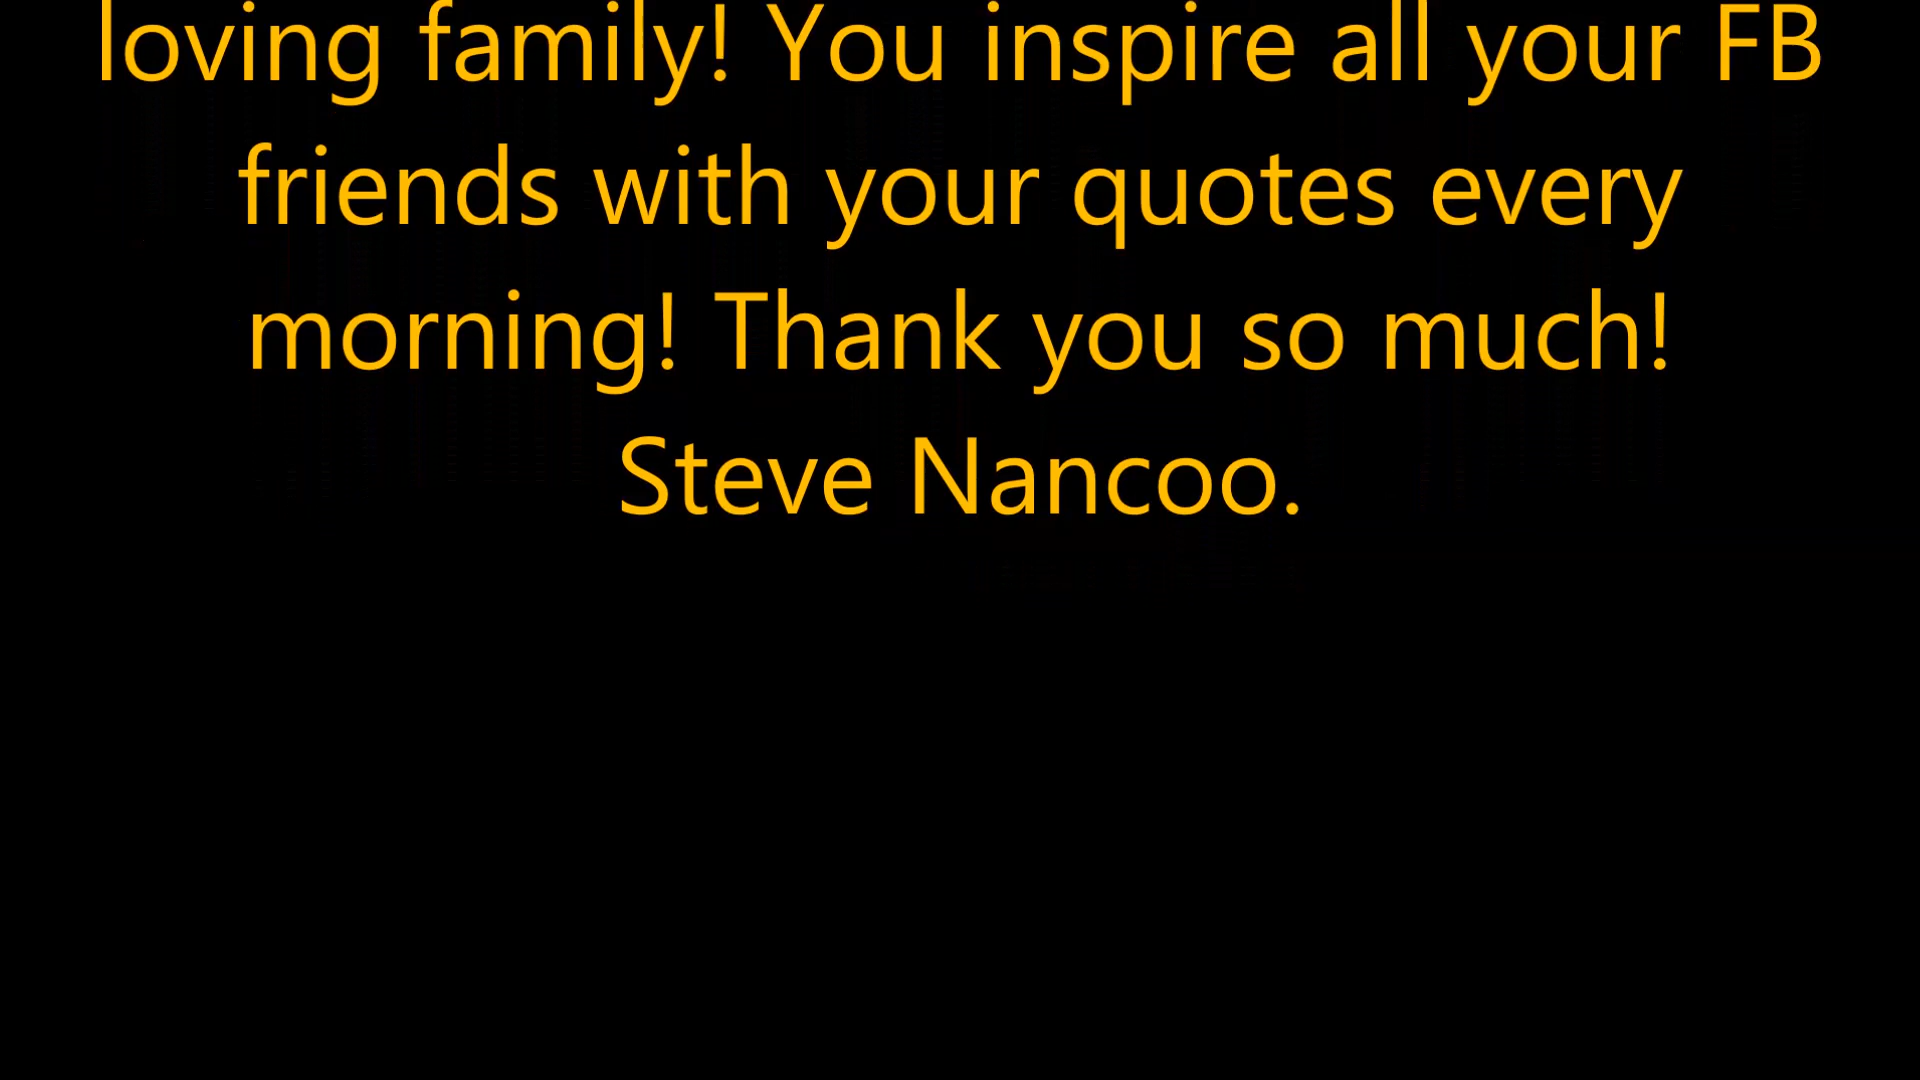 loving family! You inspire all your FB
friends with your quotes every
morning! Thank you so much!
Steve Nancoo.